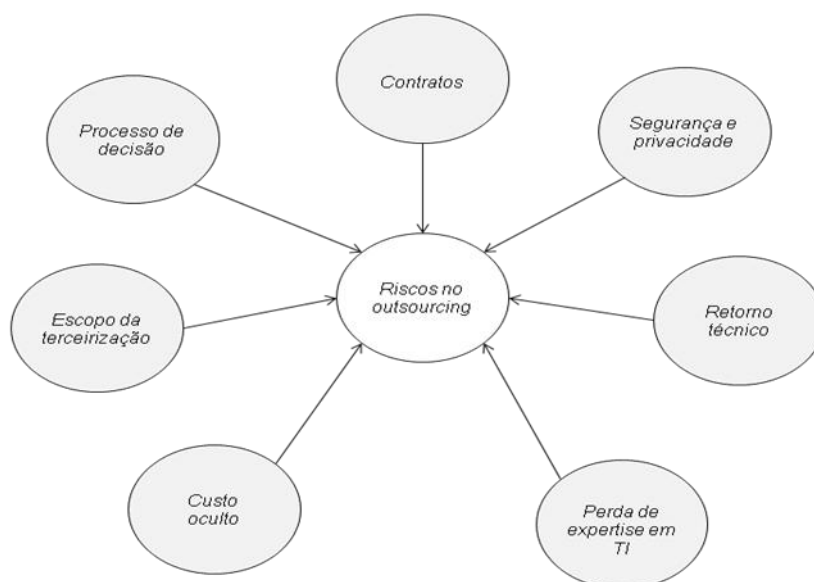 Contratos
Processo de
decisão
Segurança e
privacidade
Riscos no
outsourcing
Escopo da
terceirização
Retorno
técnico
Custo
oculto
Perda de
expertise em
TI